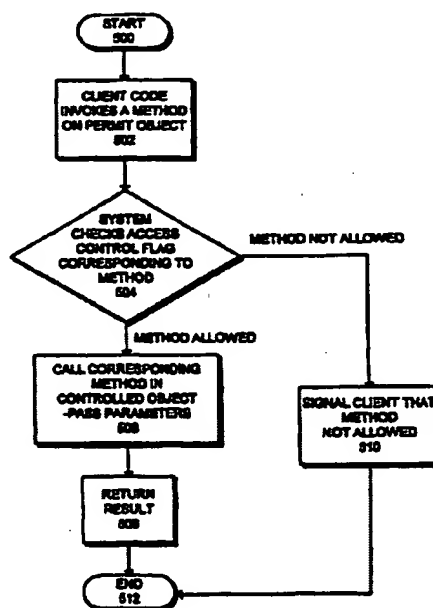 START
500
CLIENT CODE
INVOKES A METHOD
ON PERMIT OBJECT
502
SYSTEM
CHECKS ACCESS
CONTROL FLAG
CORRESPONDING TO
METHOD
504
METHOD NOT ALLOWED
METHOD ALLOWED
CALL CORRESPONDING
METHOD IN
CONTROLLED OBJECT
-PASS PARAMETERS
SIGNAL CLIENT THAT
METHOD
NOT ALLOWED
510
RETURN
RESULT
END
512